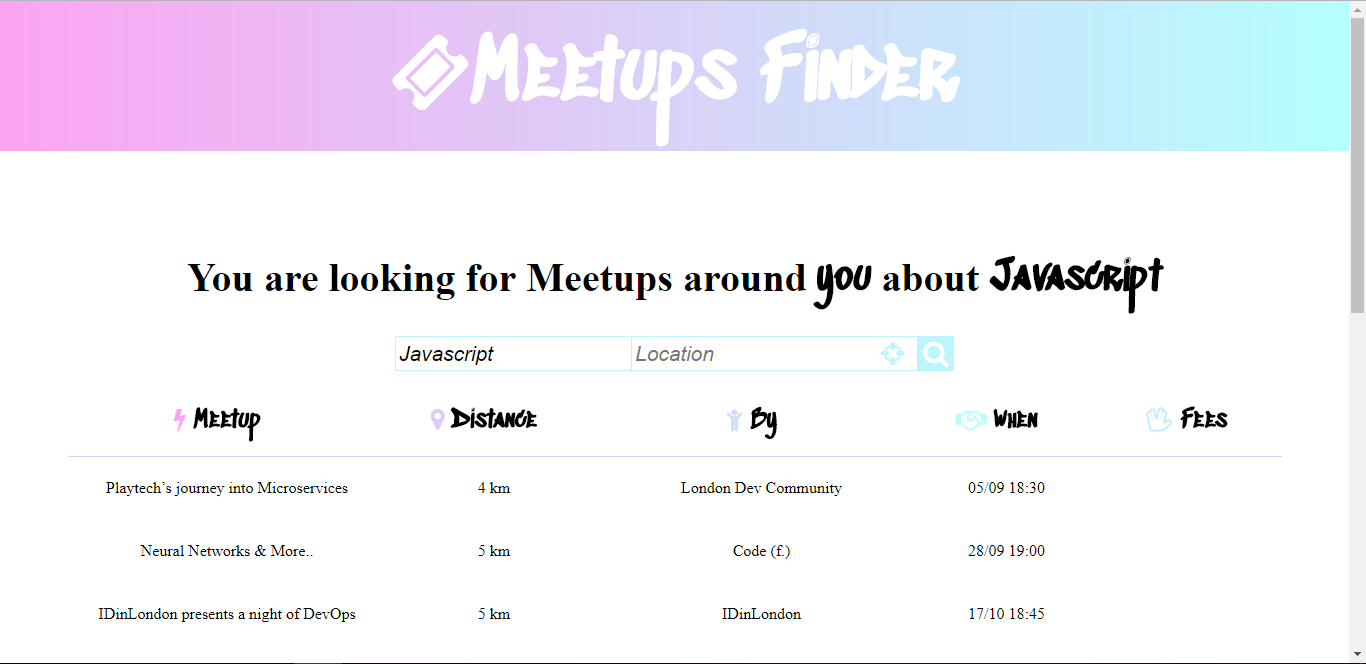 Meetups Finder
You are looking for Meetups around you about Javascript
Javascript Location
Meetup Distance By When Fees
Playtech’s journey into Microservices 4 km London Dev Community 05/09 18:30
Neural Networks & More.. 5 km Code (f.) 28/09 19:00
IDinLondon presents a night of DevOps 5 km IDinLondon 17/10 18:45